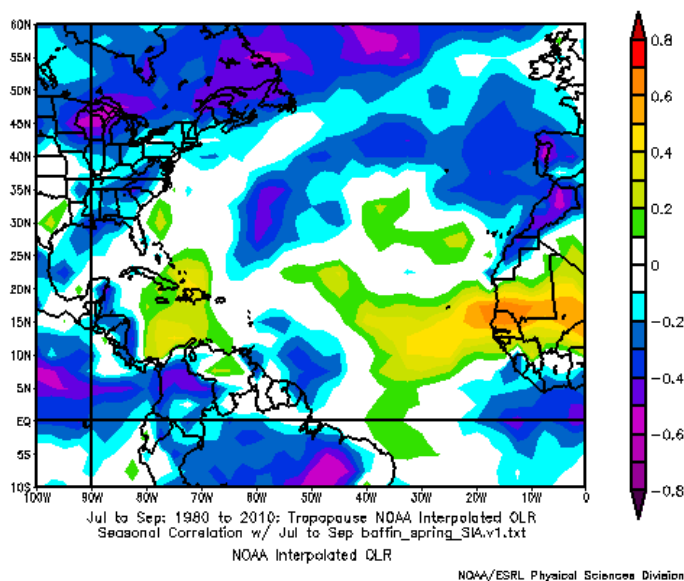 60N
55N
50N
45N
40N
35N
30N
25N
20N
15N
10N
5N
EQ
5S
10S
100W 90W 80W 70W 60W 50W 40W 30W 20W 10W 0
0.8
0.6
0.4
0.2
0
-0.2
-0.4
-0.6
-0.8
Jul to Sep: 1980 to 2010: Tropapause NOAA Interpolated OLR
Seasonal Correlation w/ Jul to Sep baffin_spring_SIA.v1.txt
NOAA Interpolated OLR
NOAA/ESRL Physical Sciences Division